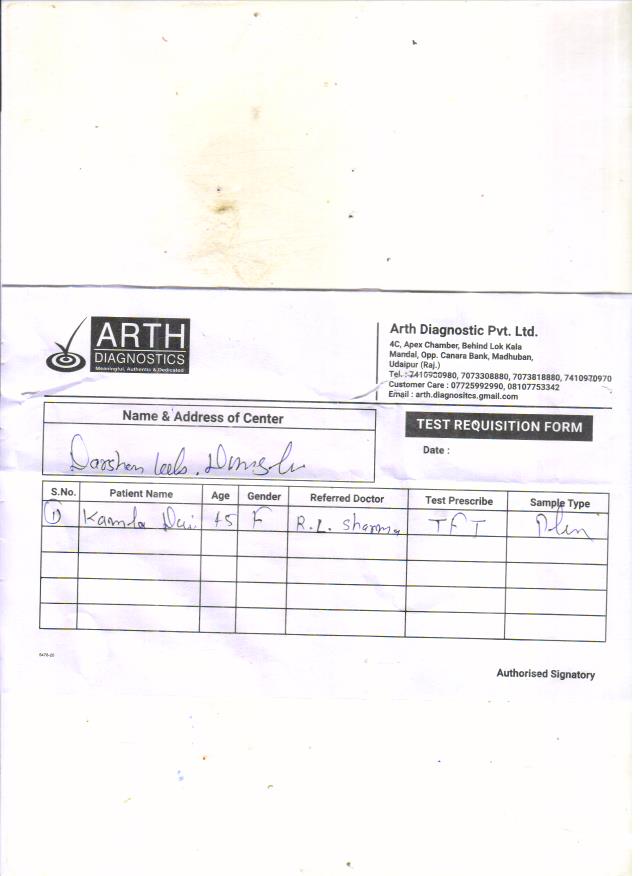 ARTH
DIAGNOSTICS
Meaningful, Authentic & Dedicated
Arth Diagnostic Pvt. Ltd.
4C, Apex Chamber, Behind Lok Kala
Mandal, Opp. Canara Bank, Madhuban,
Udaipur (Raj.)
Tel. : 7410930980, 7073308880, 7073818880, 7410970970
Customer Care : 07725992990, 08107753342
Email : arth.diagnositcs.gmail.com
Name & Address of Center
TEST REQUISITION FORM
Date :
Darshan
S.No. Patient Name Age Gender Referred Doctor Test Prescribe Sample Type
1) Kamla F R.L. Sharma TFT
Authorised Signatory